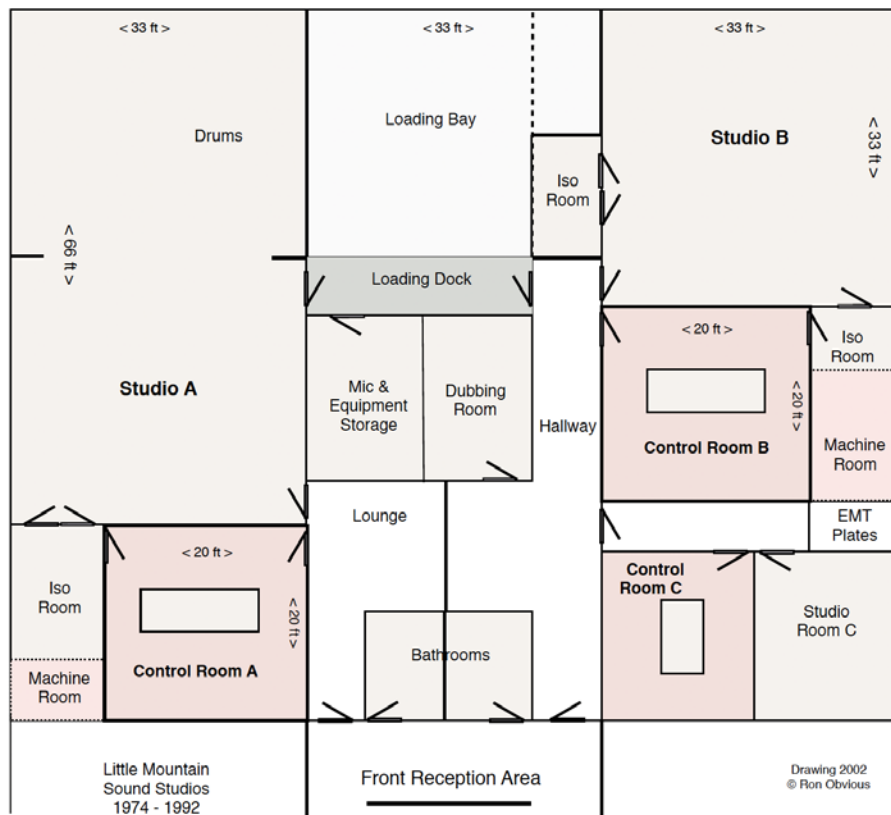 < 33 ft >
< 33 ft >
< 33 ft >
Drums
Loading Bay
Studio B
< 33 ft >
Iso
Room
< 66 ft >
Loading Dock
< 20 ft >
Iso
Room
Studio A
Mic &
Equipment
Storage
Dubbing
Room
Hallway
< 20 ft >
Control Room B
Machine
Room
Lounge
EMT
Plates
< 20 ft >
Iso
Room
< 20 ft >
Control
Room C
Studio
Room C
Control Room A
Machine
Room
Bathrooms
Little Mountain
Sound Studios
1974 - 1992
Front Reception Area
Drawing 2002
© Ron Obvious